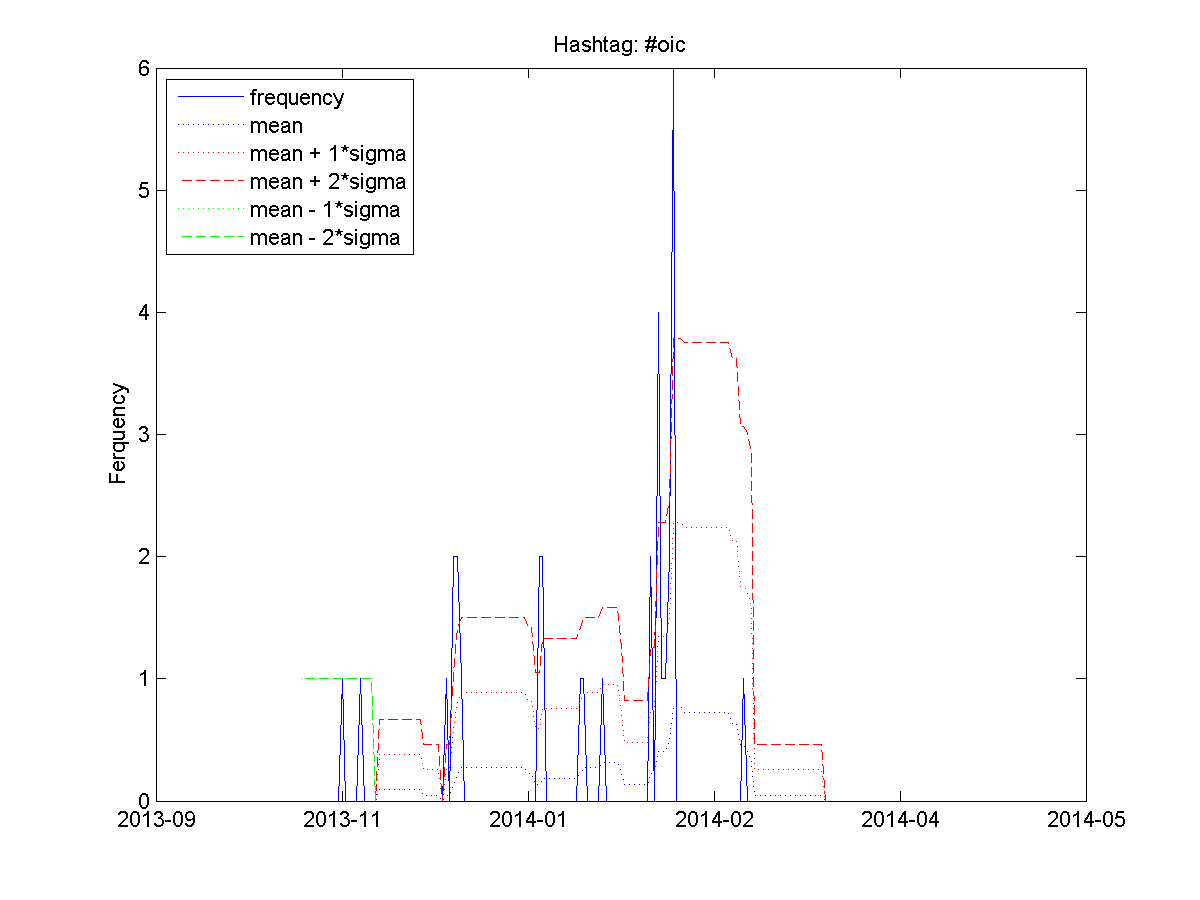 Hashtag: #oic
6
5
4
3
2
1
0
Ferquency
frequency
mean
mean + 1*sigma
mean + 2*sigma
mean - 1*sigma
mean - 2*sigma
2013-09
2013-11
2014-01
2014-02
2014-04
2014-05